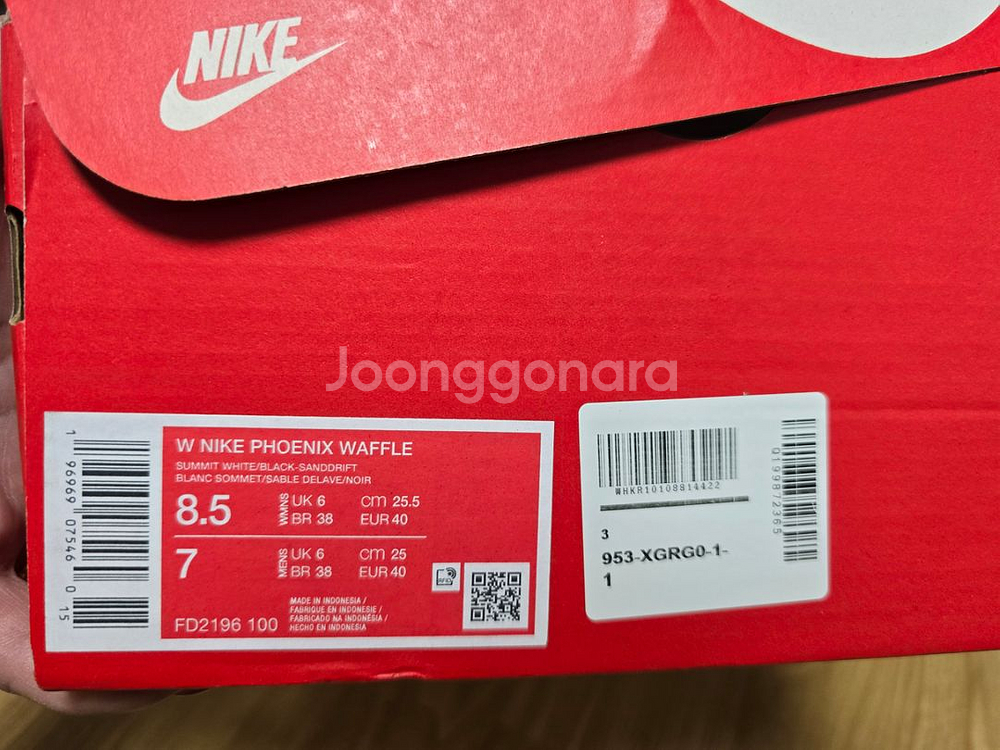 NIKE
Joonggonara
W NIKE PHOENIX WAFFLE
SUMMIT WHITE/BLACK-SANDDRIFT
BLANC SOMMET/SABLE DELAVE/NOIR
8.5 WMNS UK 6 CM 25.5
BR 38 EUR 40
7 MENS UK 6 CM 25
BR 38 EUR 40
MADE IN INDONESIA /
FABRIQUE EN INDONESIE /
FABRICADO NA INDONÉSIA /
HECHO EN INDONESIA
FD2196 100
1 96969 07546 0 15
RFID
WHKR10108814422
3
953-XGRG0-1-
1
0199872365